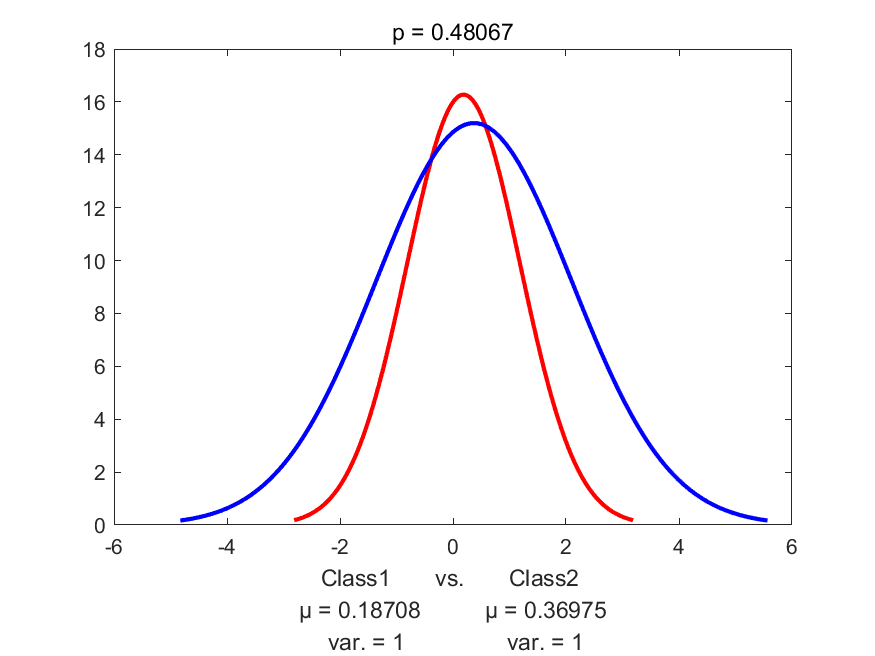 p = 0.48067
18
16
14
12
10
8
6
4
2
0
-6 -4 -2 0 2 4 6
Class1 vs. Class2
μ = 0.18708 μ = 0.36975
var. = 1 var. = 1